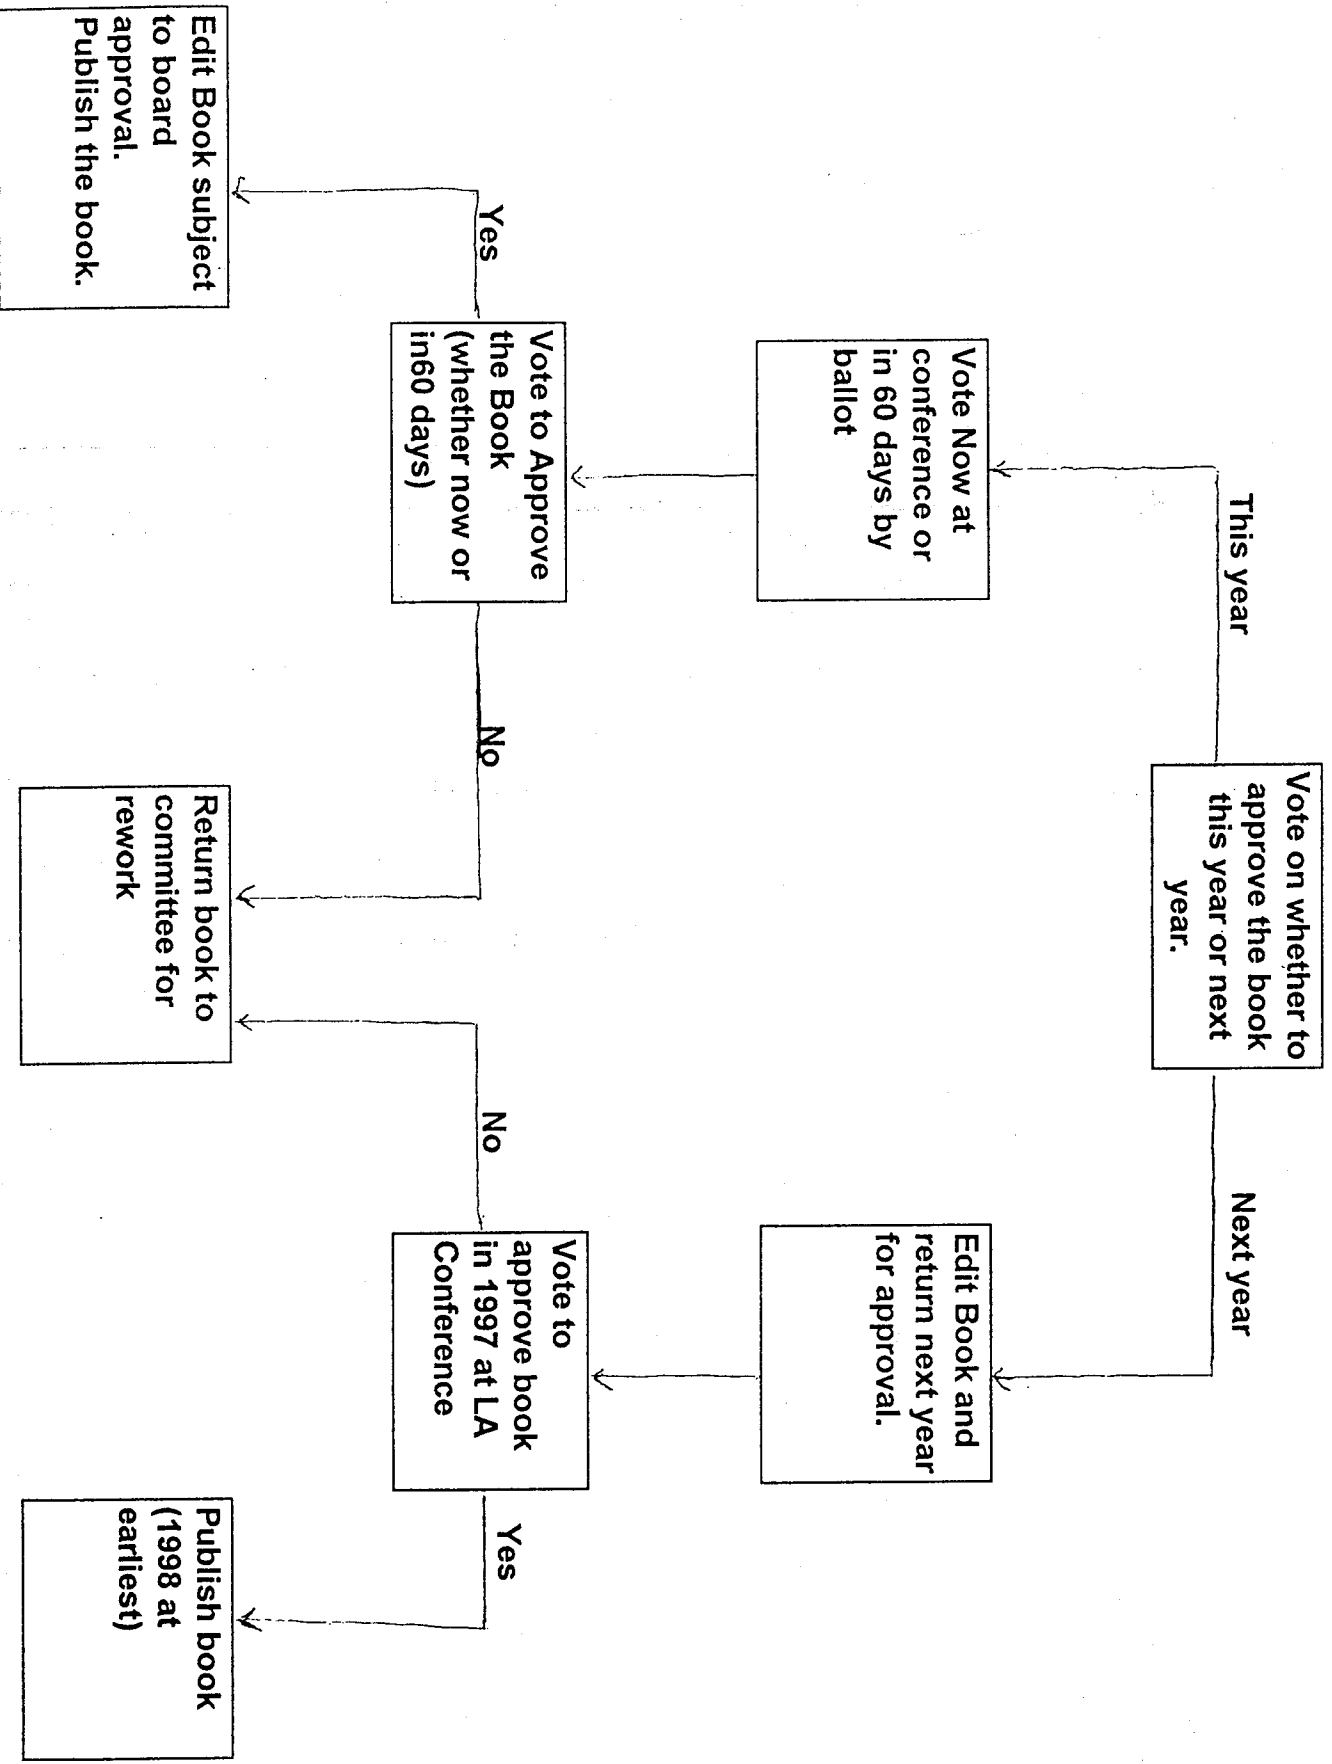 Vote on whether to
approve the book
this year or next
year.
This year
Next year
Vote Now at
conference or
in 60 days by
ballot
Edit Book and
return next year
for approval.
Vote to Approve
the Book
(whether now or
in60 days)
Vote to
approve book
in 1997 at LA
Conference
Yes
No
No
Yes
Edit Book subject
to board
approval.
Publish the book.
Return book to
committee for
rework
Publish book
(1998 at
earliest)